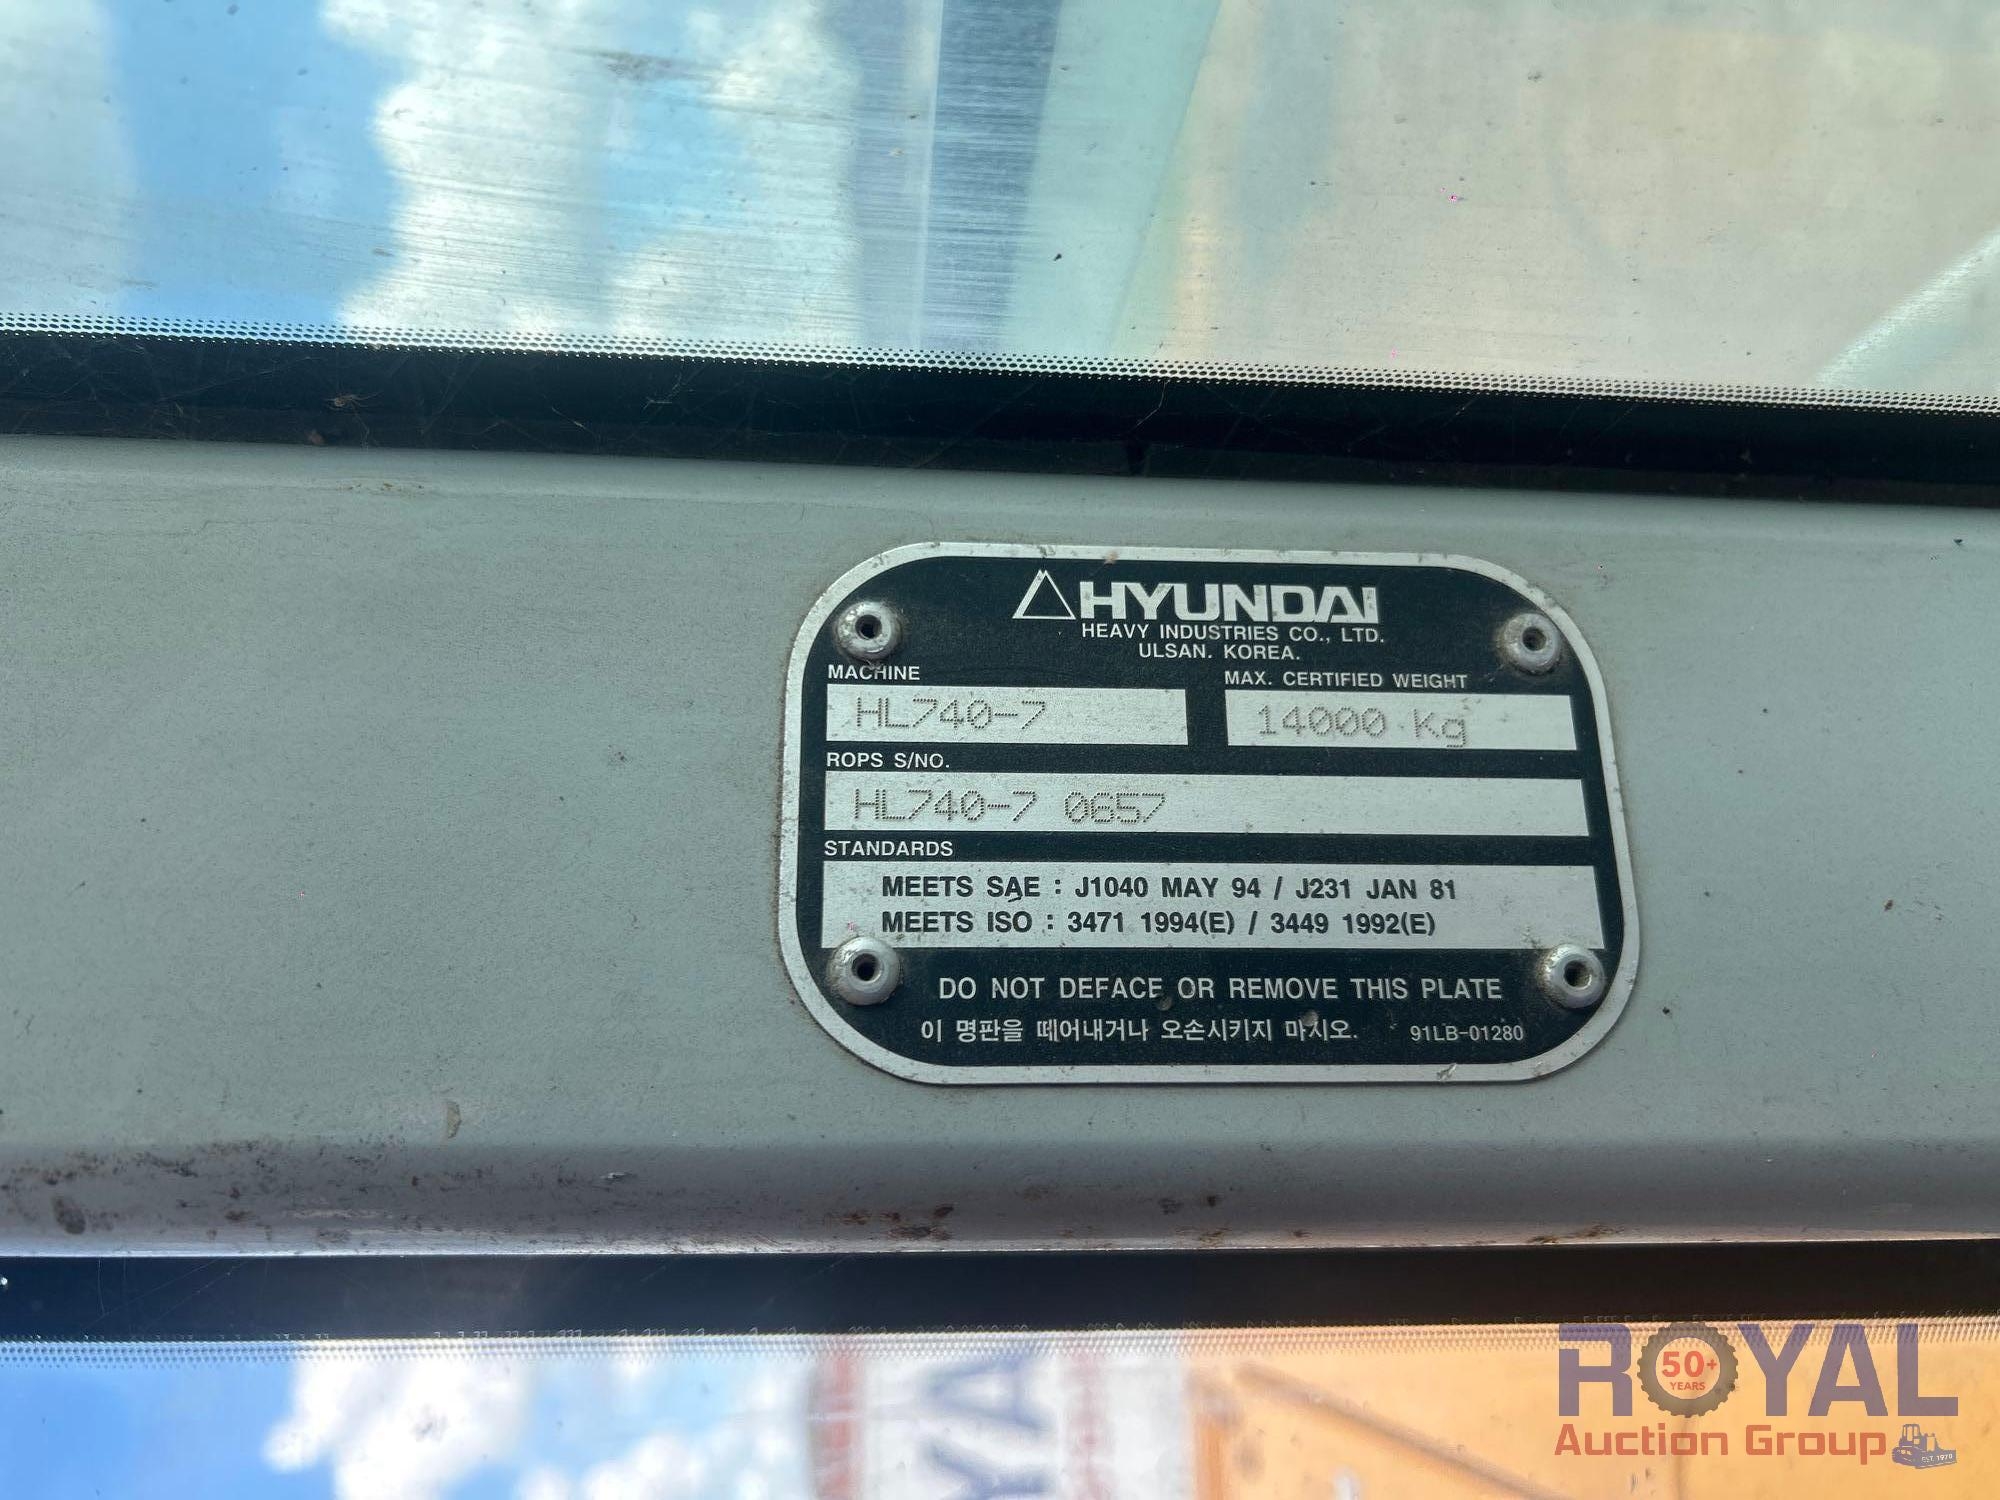 HYUNDAI
HEAVY INDUSTRIES CO., LTD.
ULSAN. KOREA.
MACHINE
MAX. CERTIFIED WEIGHT
HL740-7
14000 Kg
ROPS S/NO.
HL740-7 0657
STANDARDS
MEETS SAE : J1040 MAY 94 / J231 JAN 81
MEETS ISO : 3471 1994(E) / 3449 1992(E)
DO NOT DEFACE OR REMOVE THIS PLATE
이 명판을 떼어내거나 오손시키지 마시오. 91LB-01280
ROYAL
50+
YEARS
Auction Group
EST. 1970